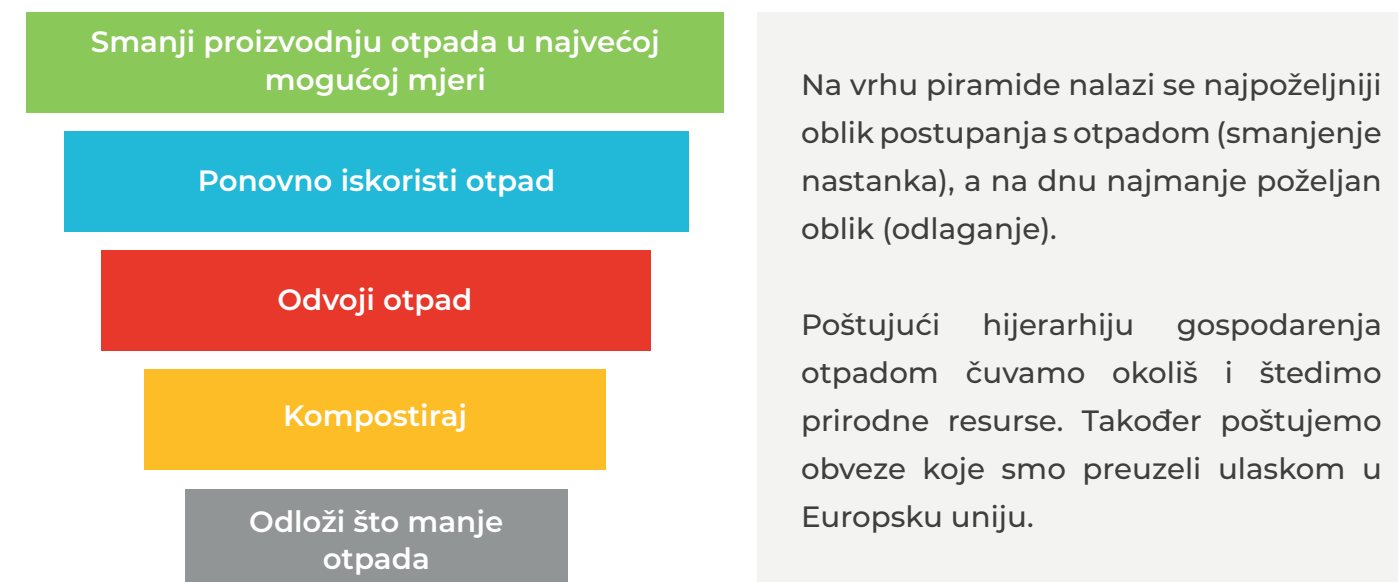 Smanji proizvodnju otpada u najvećoj
mogućoj mjeri
Ponovno iskoristi otpad
Odvoji otpad
Kompostiraj
Odloži što manje
otpada
Na vrhu piramide nalazi se najpoželjniji
oblik postupanja s otpadom (smanjenje
nastanka), a na dnu najmanje poželjan
oblik (odlaganje).
Poštujući hijerarhiju gospodarenja
otpadom čuvamo okoliš i štedimo
prirodne resurse. Također poštujemo
obveze koje smo preuzeli ulaskom u
Europsku uniju.